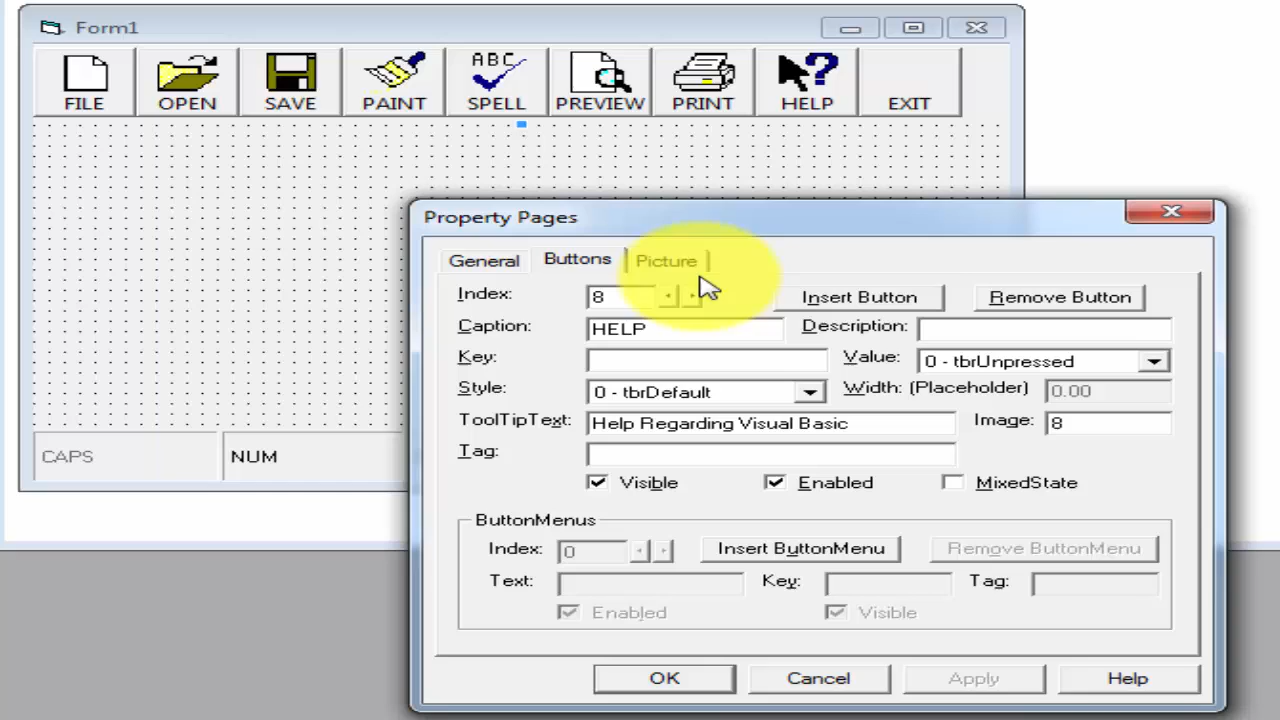 Form1
FILE OPEN SAVE PAINT ABC SPELL PREVIEW PRINT ? HELP EXIT
Property Pages
General Buttons Picture
Index: 8 Insert Button Remove Button
Caption: HELP Description:
Key: Value: 0 - tbrUnpressed
Style: 0 - tbrDefault Width: (Placeholder) 0.00
ToolTipText: Help Regarding Visual Basic Image: 8
Tag:
Visible Enabled MixedState
CAPS NUM
ButtonMenus
Index: 0 Insert ButtonMenu Remove ButtonMenu
Text: Key: Tag:
Enabled Visible
OK Cancel Apply Help